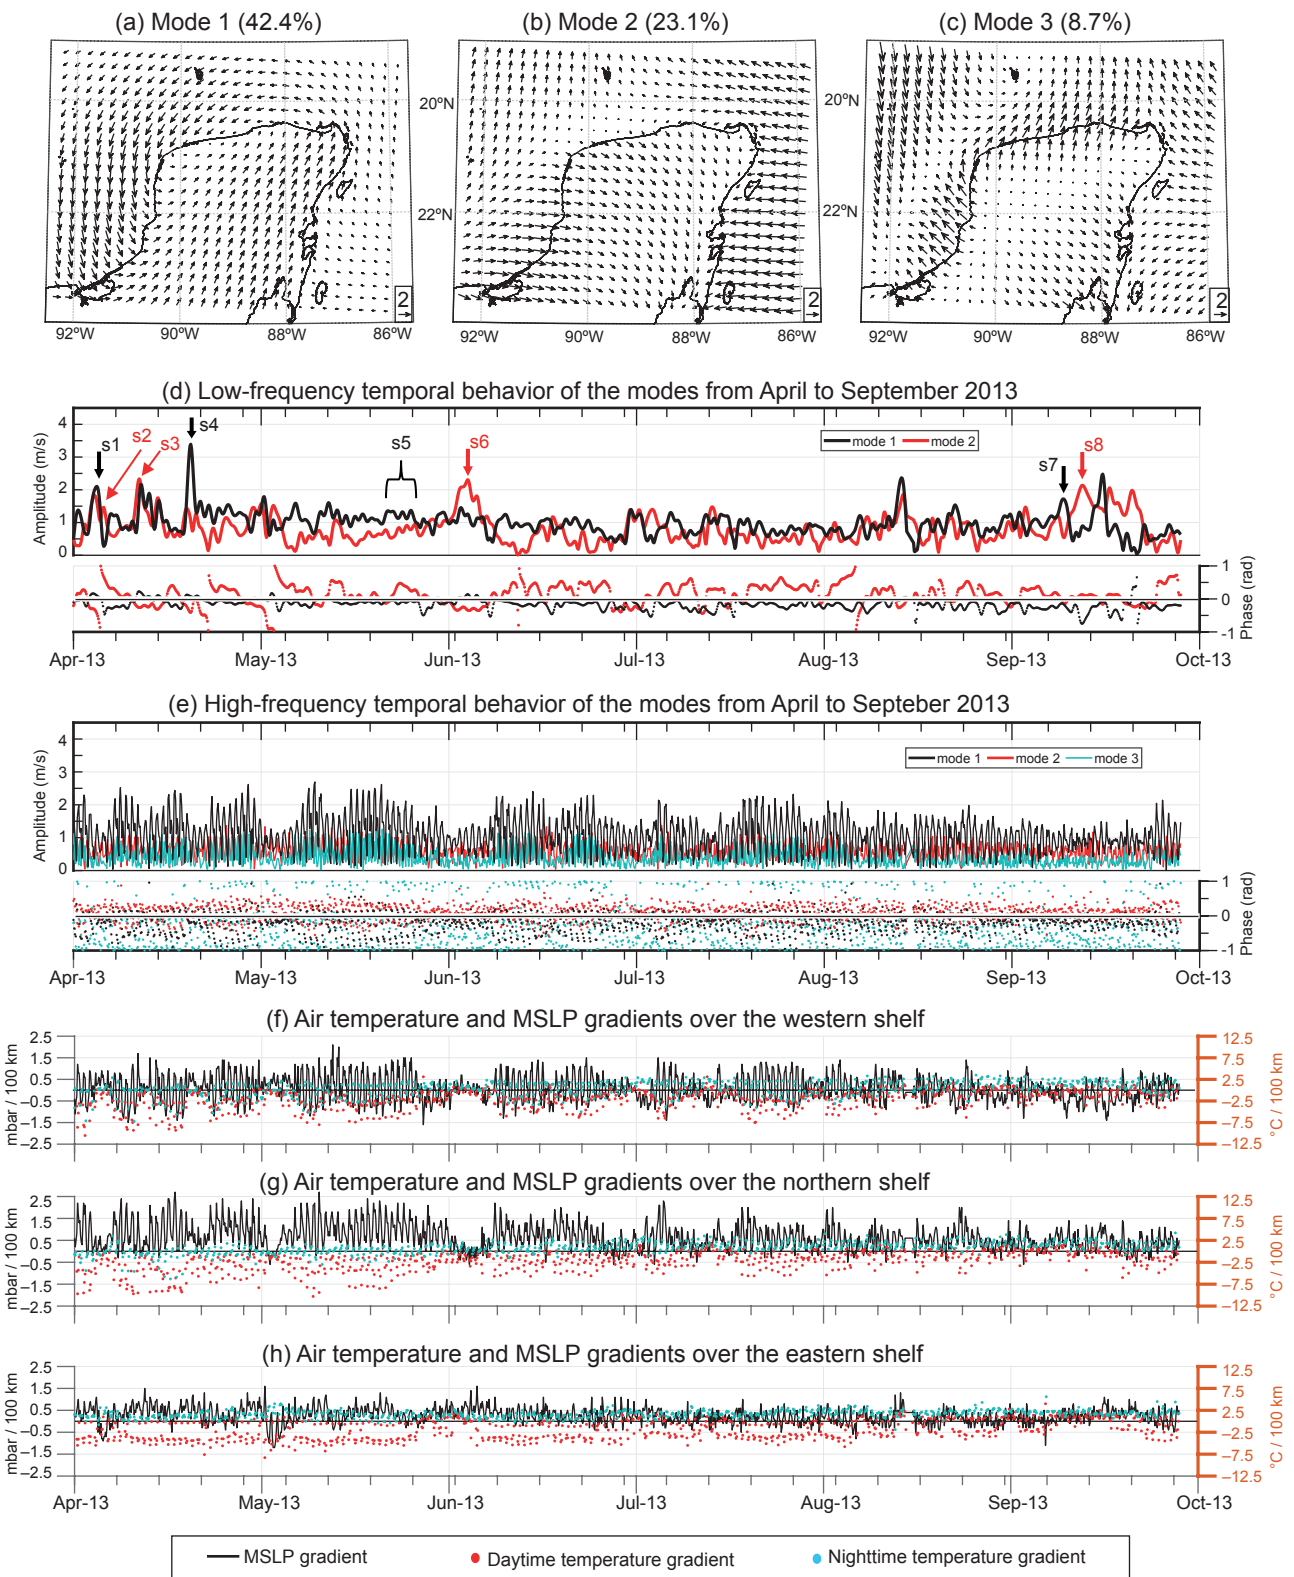 (a) Mode 1 (42.4%)
(b) Mode 2 (23.1%)
(c) Mode 3 (8.7%)
20ºN
20ºN
22ºN
22ºN
2
2
2
92ºW 90ºW 88ºW 86ºW
92ºW 90ºW 88ºW 86ºW
92ºW 90ºW 88ºW 86ºW
(d) Low-frequency temporal behavior of the modes from April to September 2013
Amplitude (m/s)
4
3
2
1
0
s1
s2
s3
s4
s5
s6
s7
s8
mode 1 mode 2
1
0
-1
Phase (rad)
Apr-13 May-13 Jun-13 Jul-13 Aug-13 Sep-13 Oct-13
(e) High-frequency temporal behavior of the modes from April to Septeber 2013
Amplitude (m/s)
4
3
2
1
0
mode 1 mode 2 mode 3
1
0
-1
Phase (rad)
Apr-13 May-13 Jun-13 Jul-13 Aug-13 Sep-13 Oct-13
(f) Air temperature and MSLP gradients over the western shelf
mbar / 100 km
2.5
1.5
0.5
–0.5
–1.5
–2.5
12.5
7.5
2.5
–2.5
–7.5
–12.5
°C / 100 km
(g) Air temperature and MSLP gradients over the northern shelf
mbar / 100 km
2.5
1.5
0.5
–0.5
–1.5
–2.5
12.5
7.5
2.5
–2.5
–7.5
–12.5
°C / 100 km
(h) Air temperature and MSLP gradients over the eastern shelf
mbar / 100 km
2.5
1.5
0.5
–0.5
–1.5
–2.5
12.5
7.5
2.5
–2.5
–7.5
–12.5
°C / 100 km
Apr-13 May-13 Jun-13 Jul-13 Aug-13 Sep-13 Oct-13
MSLP gradient Daytime temperature gradient Nighttime temperature gradient